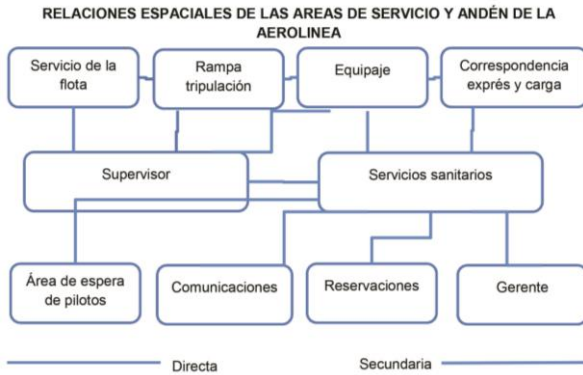 RELACIONES ESPACIALES DE LAS AREAS DE SERVICIO Y ANDÉN DE LA
AEROLINEA
Servicio de la
flota
Rampa
tripulación
Equipaje
Correspondencia
exprés y carga
Supervisor
Servicios sanitarios
Área de espera
de pilotos
Comunicaciones
Reservaciones
Gerente
Directa
Secundaria